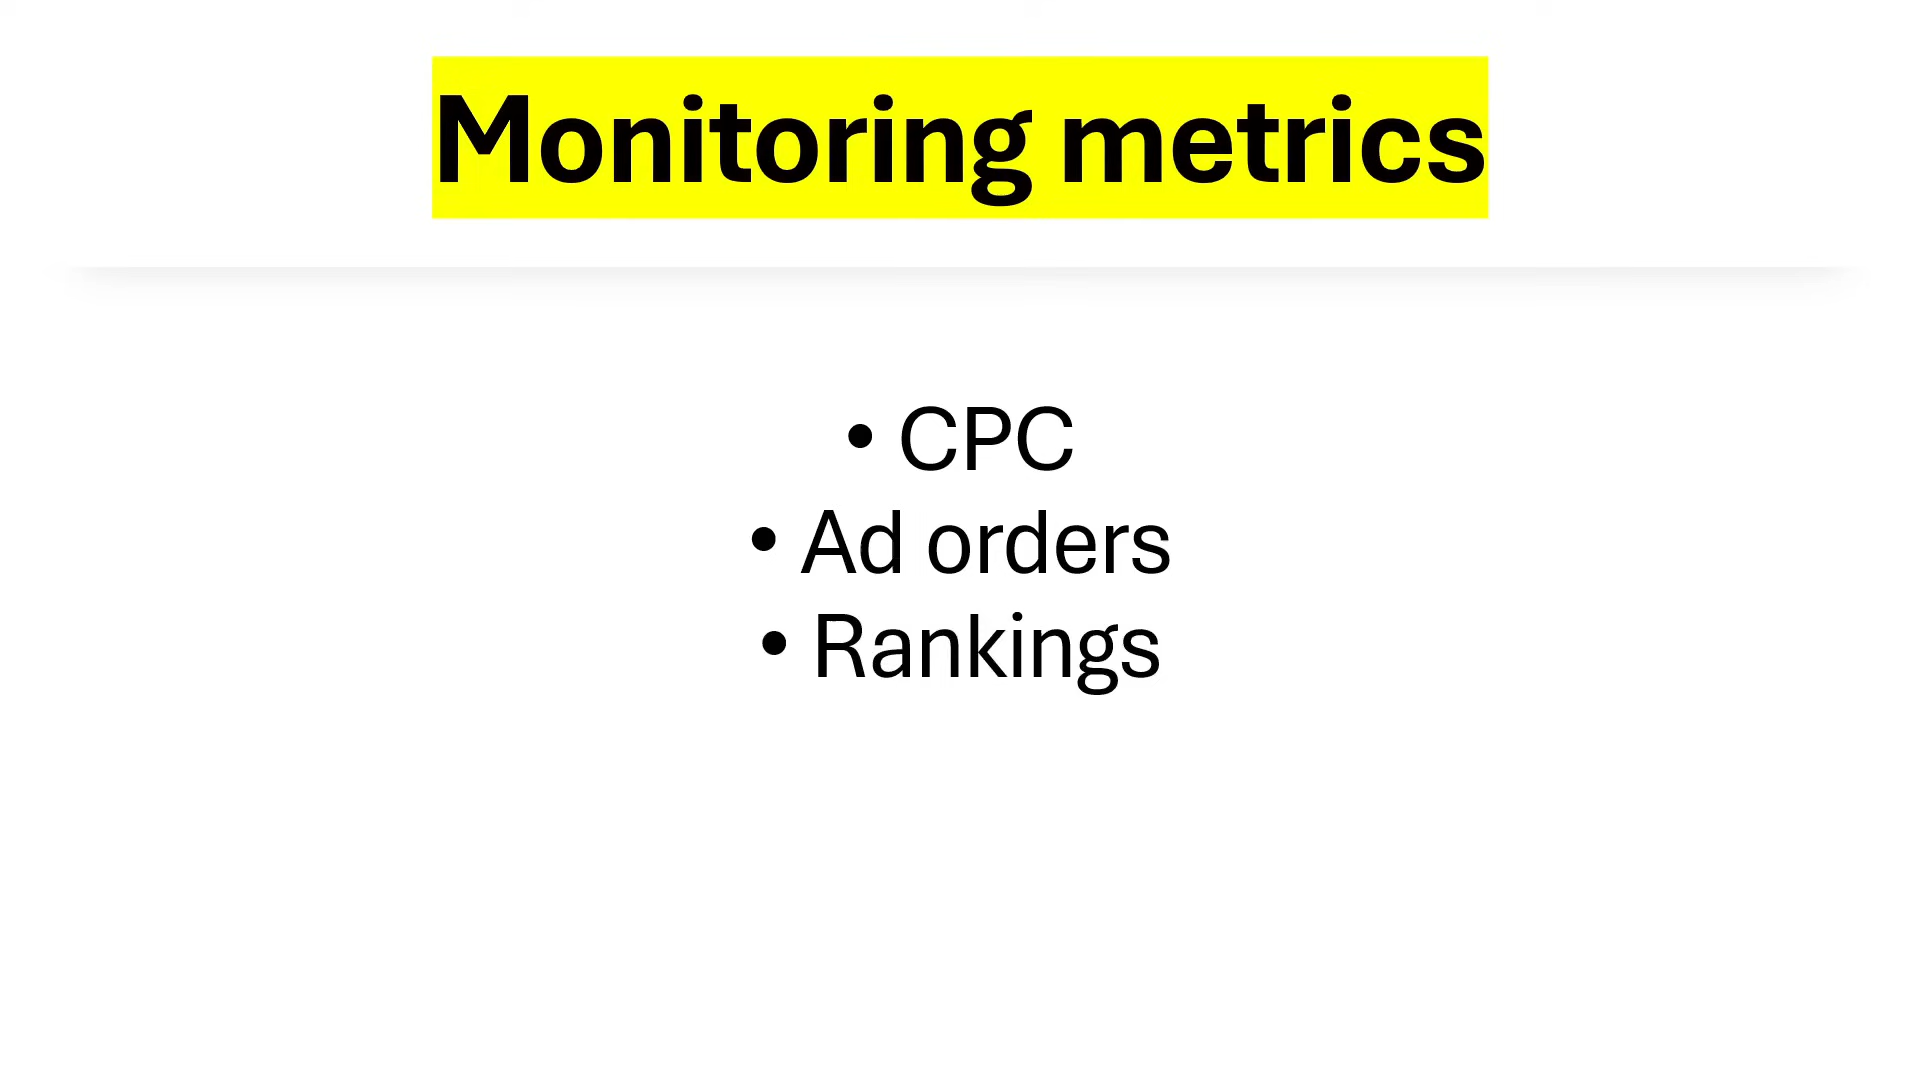 Monitoring metrics
• CPC
• Ad orders
• Rankings